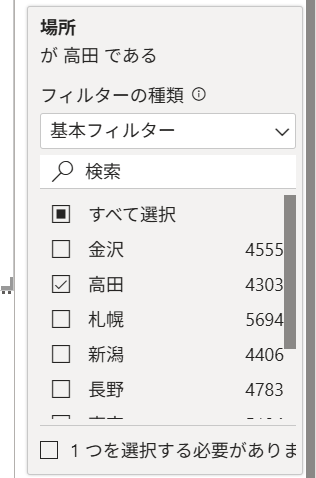 場所
が 高田 である
フィルターの種類
基本フィルター
検索
すべて選択
金沢 4555
高田 4303
札幌 5694
新潟 4406
長野 4783
1 つを選択する必要がありま